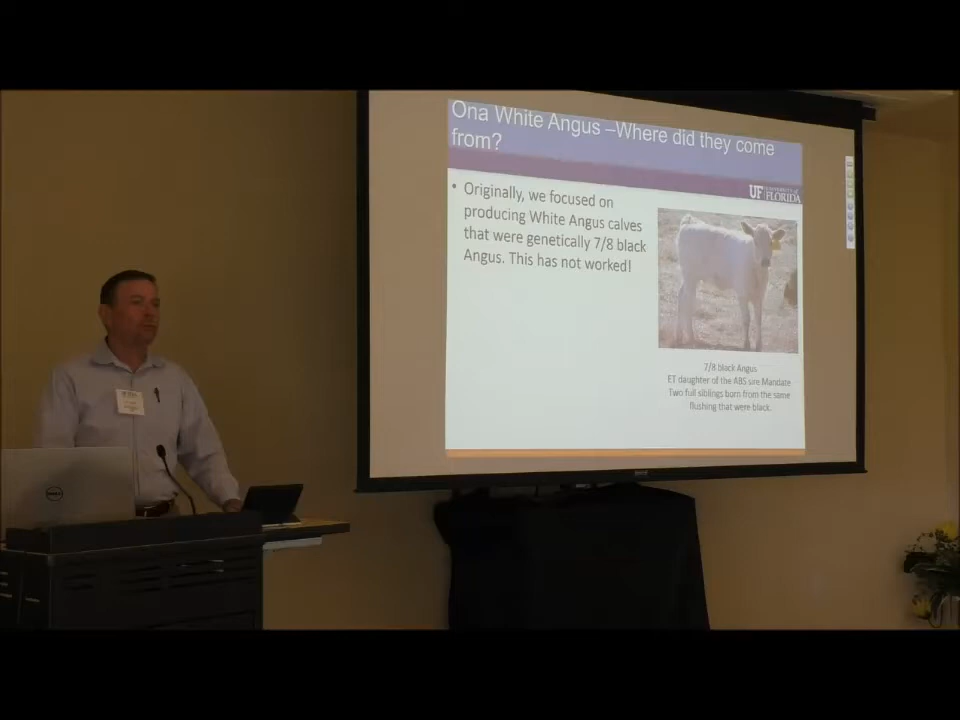 Ona White Angus –Where did they come
from?
UF UNIVERSITY of
FLORIDA
• Originally, we focused on
producing White Angus calves
that were genetically 7/8 black
Angus. This has not worked!
7/8 black Angus
ET daughter of the ABS sire Mandate
Two full siblings born from the same
flushing that were black.
DELL